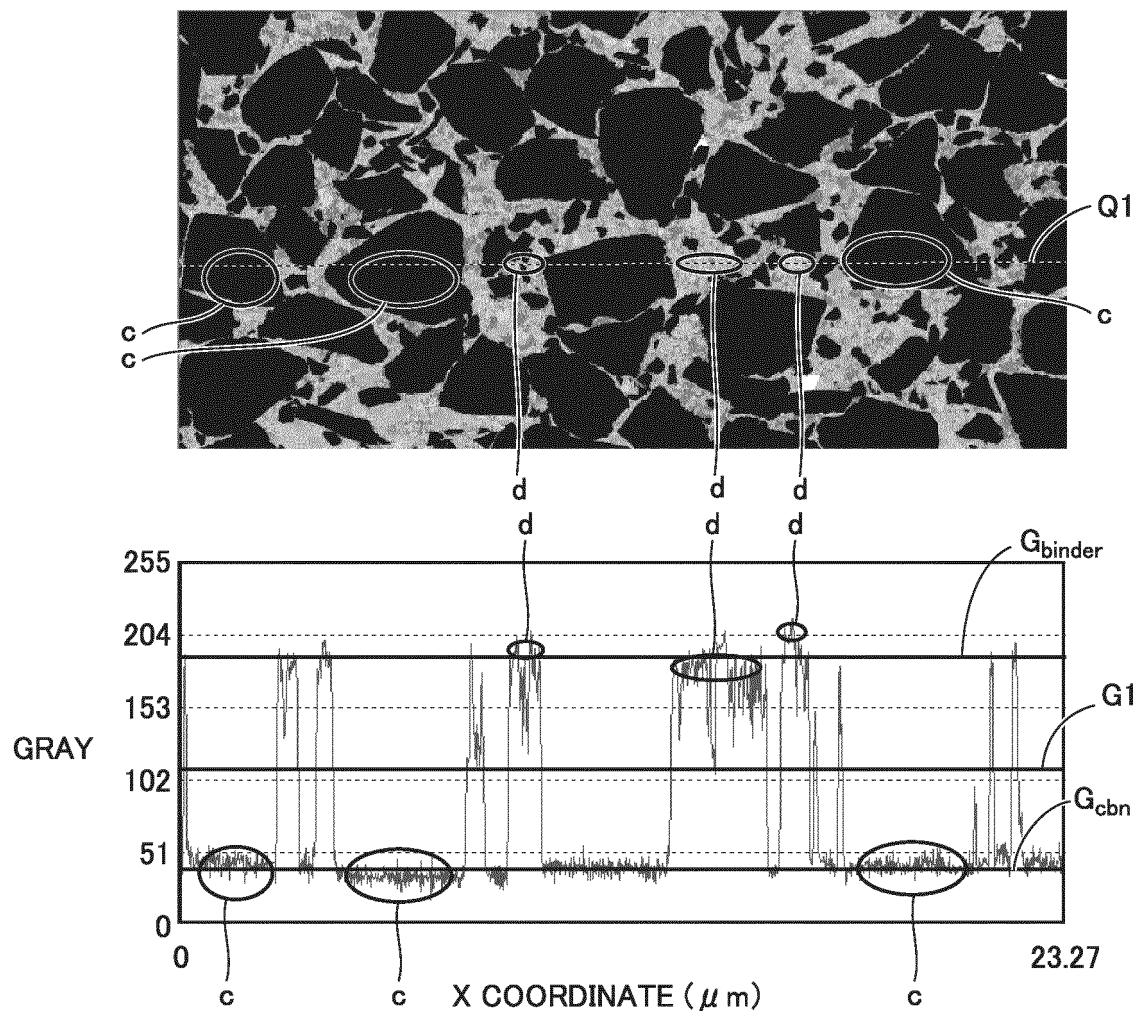 Q1
c
c
c
d d d
d d d
G_binder
255
204
153
G1
GRAY
102
G_cbn
51
0
0 23.27
c c X COORDINATE (μm) c